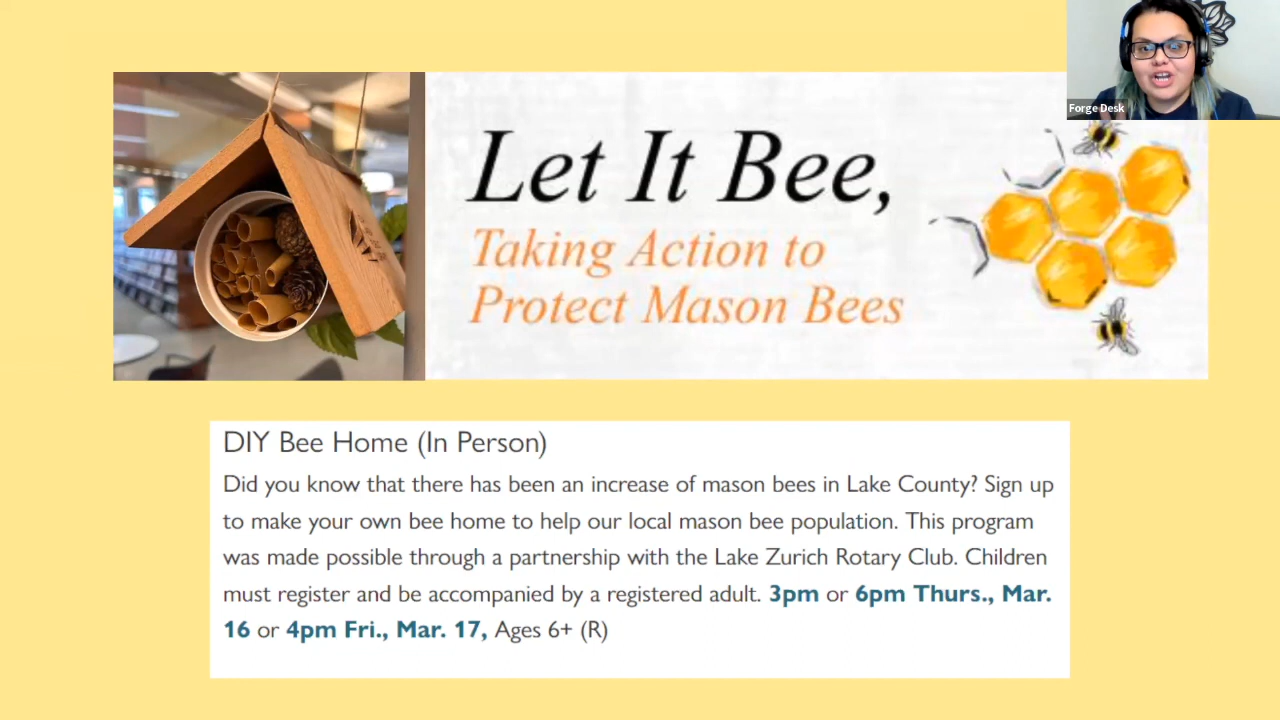 Forge Desk
Let It Bee,
Taking Action to
Protect Mason Bees
DIY Bee Home (In Person)
Did you know that there has been an increase of mason bees in Lake County? Sign up
to make your own bee home to help our local mason bee population. This program
was made possible through a partnership with the Lake Zurich Rotary Club. Children
must register and be accompanied by a registered adult. 3pm or 6pm Thurs., Mar.
16 or 4pm Fri., Mar. 17, Ages 6+ (R)